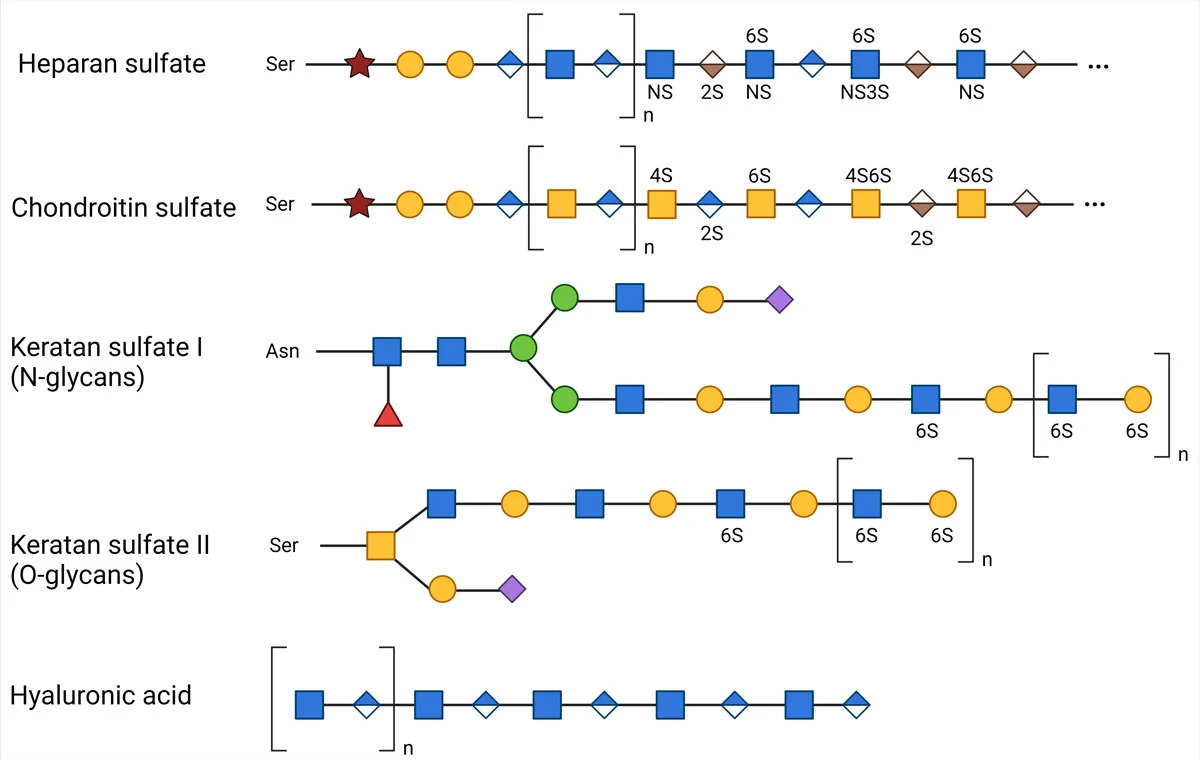 6S 6S 6S
Heparan sulfate Ser ...
NS 2S NS NS3S NS
n
4S 6S 4S6S 4S6S
Chondroitin sulfate Ser ...
2S 2S
n
Keratan sulfate I
(N-glycans)
Asn
6S 6S 6S
n
Keratan sulfate II
(O-glycans)
Ser
6S 6S 6S
n
Hyaluronic acid
n